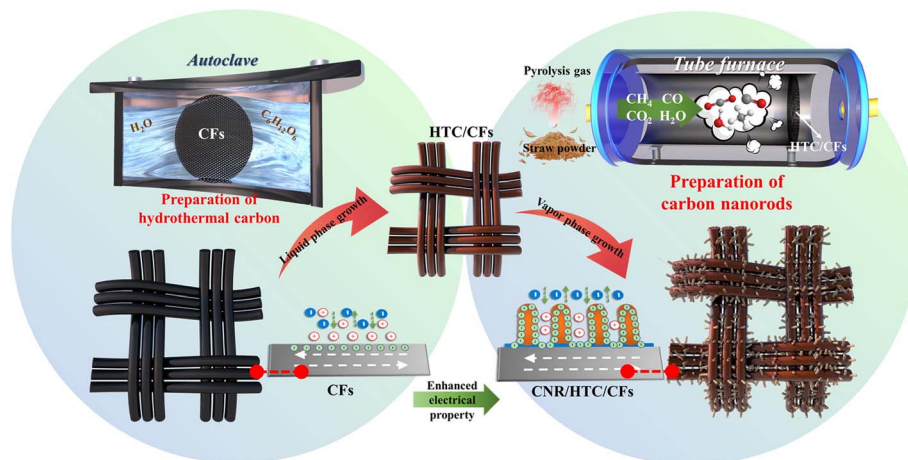 Autoclave
H₂O
CFs
C₆H₁₂O₆
Preparation of
hydrothermal carbon
Liquid phase growth
HTC/CFs
Vapor phase growth
Pyrolysis gas
Straw powder
Tube furnace
CH₄ CO
CO₂ H₂O
HTC/CFs
Preparation of
carbon nanorods
CFs
Enhanced
electrical
property
CNR/HTC/CFs